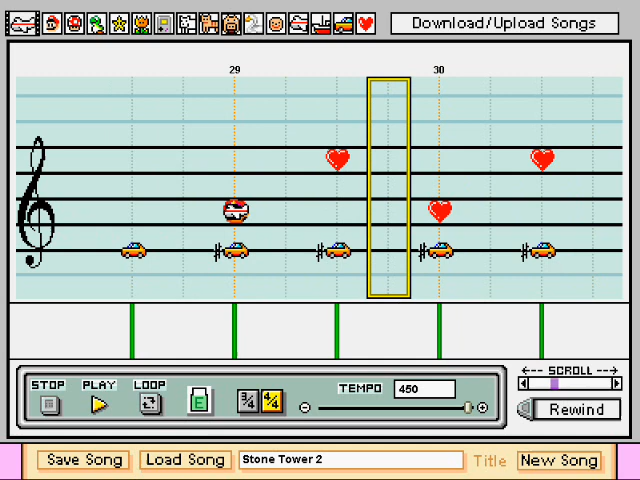 Download/Upload Songs
29 30
STOP PLAY LOOP E 3/4 4/4 TEMPO 450
<-- SCROLL -->
Rewind
Save Song Load Song Stone Tower 2 Title New Song